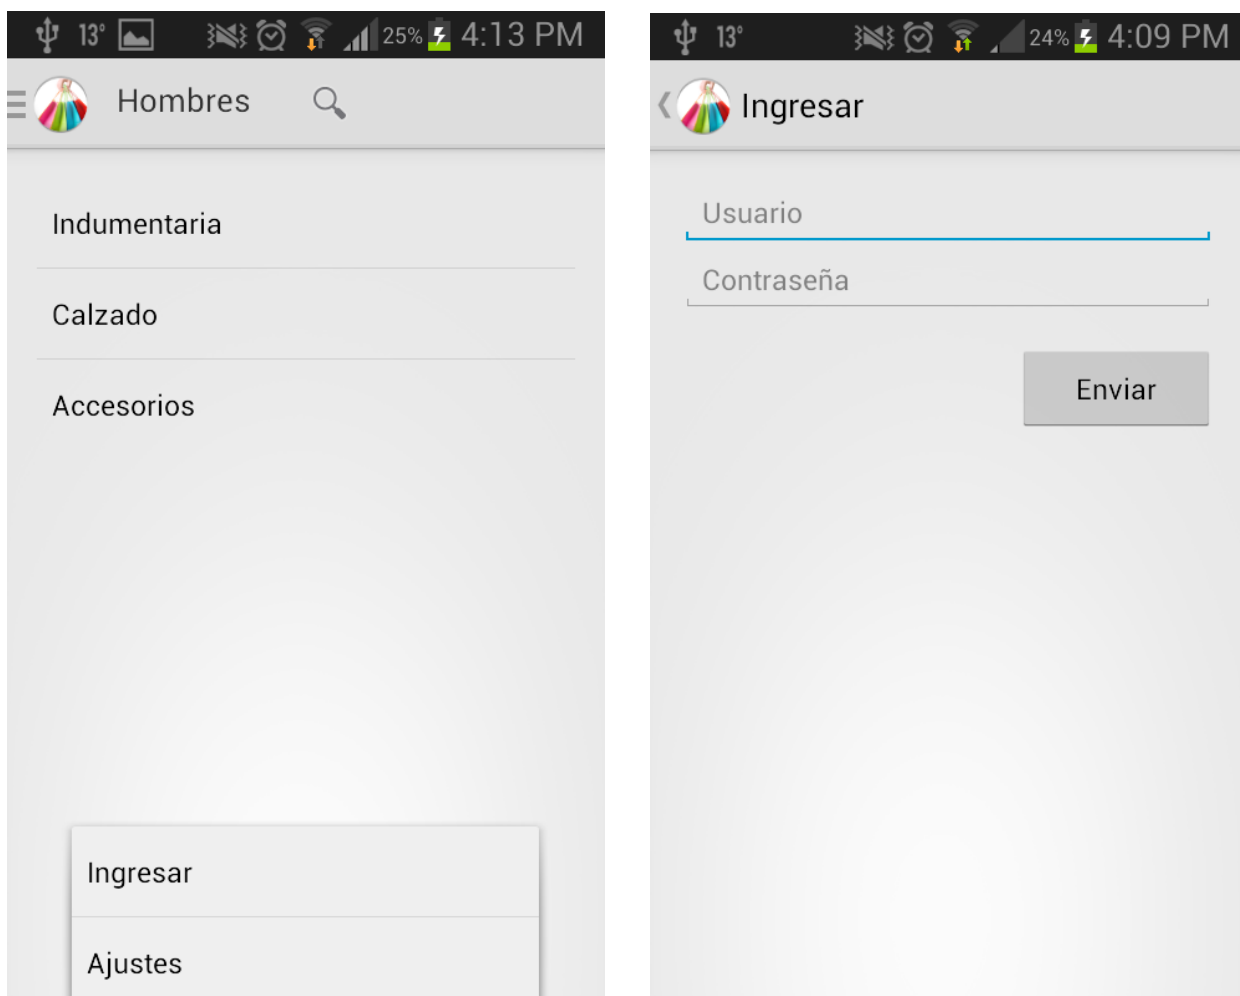 13° 25% 4:13 PM
Hombres
Indumentaria
Calzado
Accesorios
Ingresar
Ajustes
13° 24% 4:09 PM
Ingresar
Usuario
Contraseña
Enviar